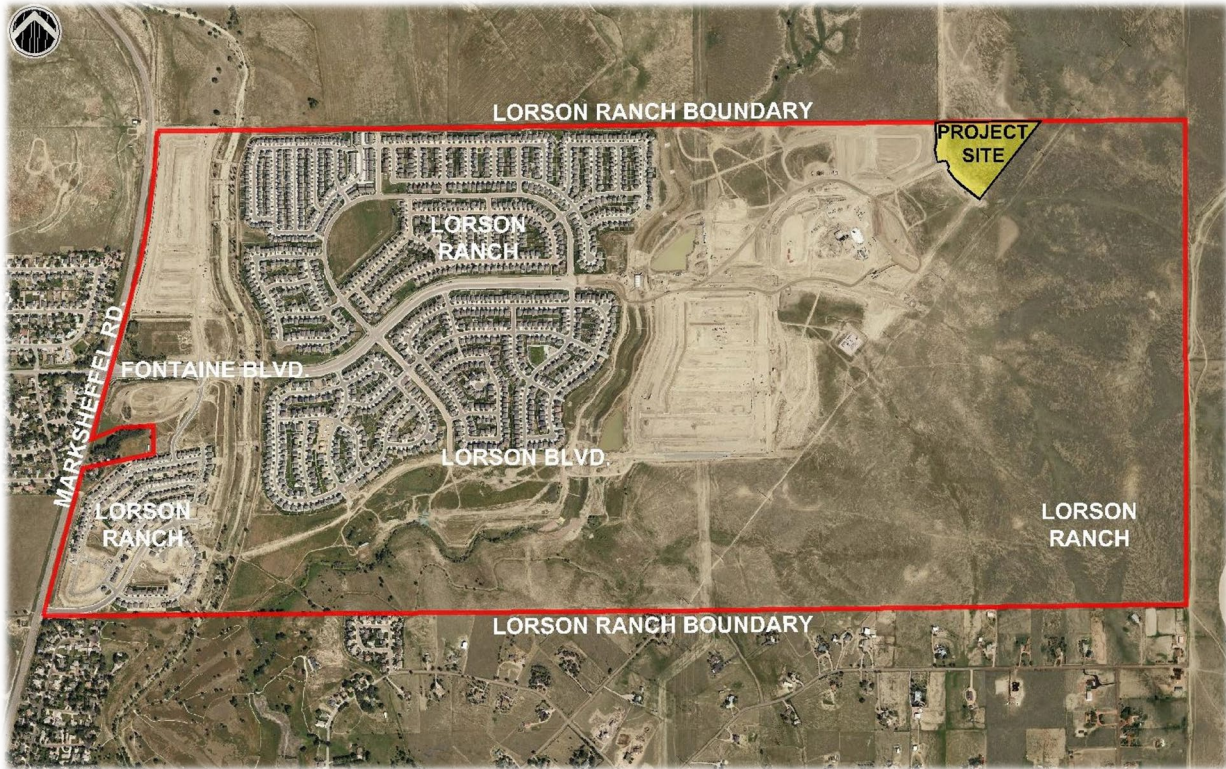 LORSON RANCH BOUNDARY
PROJECT
SITE
LORSON
RANCH
MARKSHEFFEL RD.
FONTAINE BLVD.
LORSON BLVD
LORSON
RANCH
LORSON
RANCH
LORSON RANCH BOUNDARY